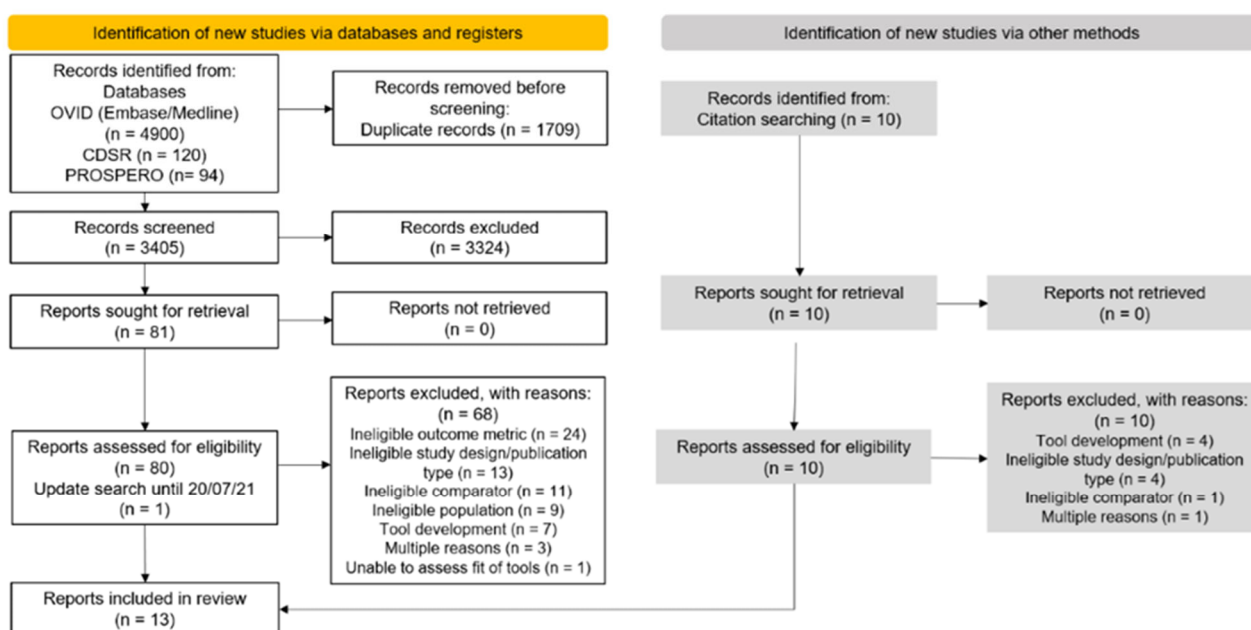 Identification of new studies via databases and registers
Records identified from:
Databases
OVID (Embase/Medline)
(n = 4900)
CDSR (n = 120)
PROSPERO (n= 94)
Records removed before
screening:
Duplicate records (n = 1709)
Records screened
(n = 3405)
Records excluded
(n = 3324)
Reports sought for retrieval
(n = 81)
Reports not retrieved
(n = 0)
Reports assessed for eligibility
(n = 80)
Update search until 20/07/21
(n = 1)
Reports excluded, with reasons:
(n = 68)
Ineligible outcome metric (n = 24)
Ineligible study design/publication
type (n = 13)
Ineligible comparator (n = 11)
Ineligible population (n = 9)
Tool development (n = 7)
Multiple reasons (n = 3)
Unable to assess fit of tools (n = 1)
Reports included in review
(n = 13)
Identification of new studies via other methods
Records identified from:
Citation searching (n = 10)
Reports sought for retrieval
(n = 10)
Reports not retrieved
(n = 0)
Reports assessed for eligibility
(n = 10)
Reports excluded, with reasons:
(n = 10)
Tool development (n = 4)
Ineligible study design/publication
type (n = 4)
Ineligible comparator (n = 1)
Multiple reasons (n = 1)